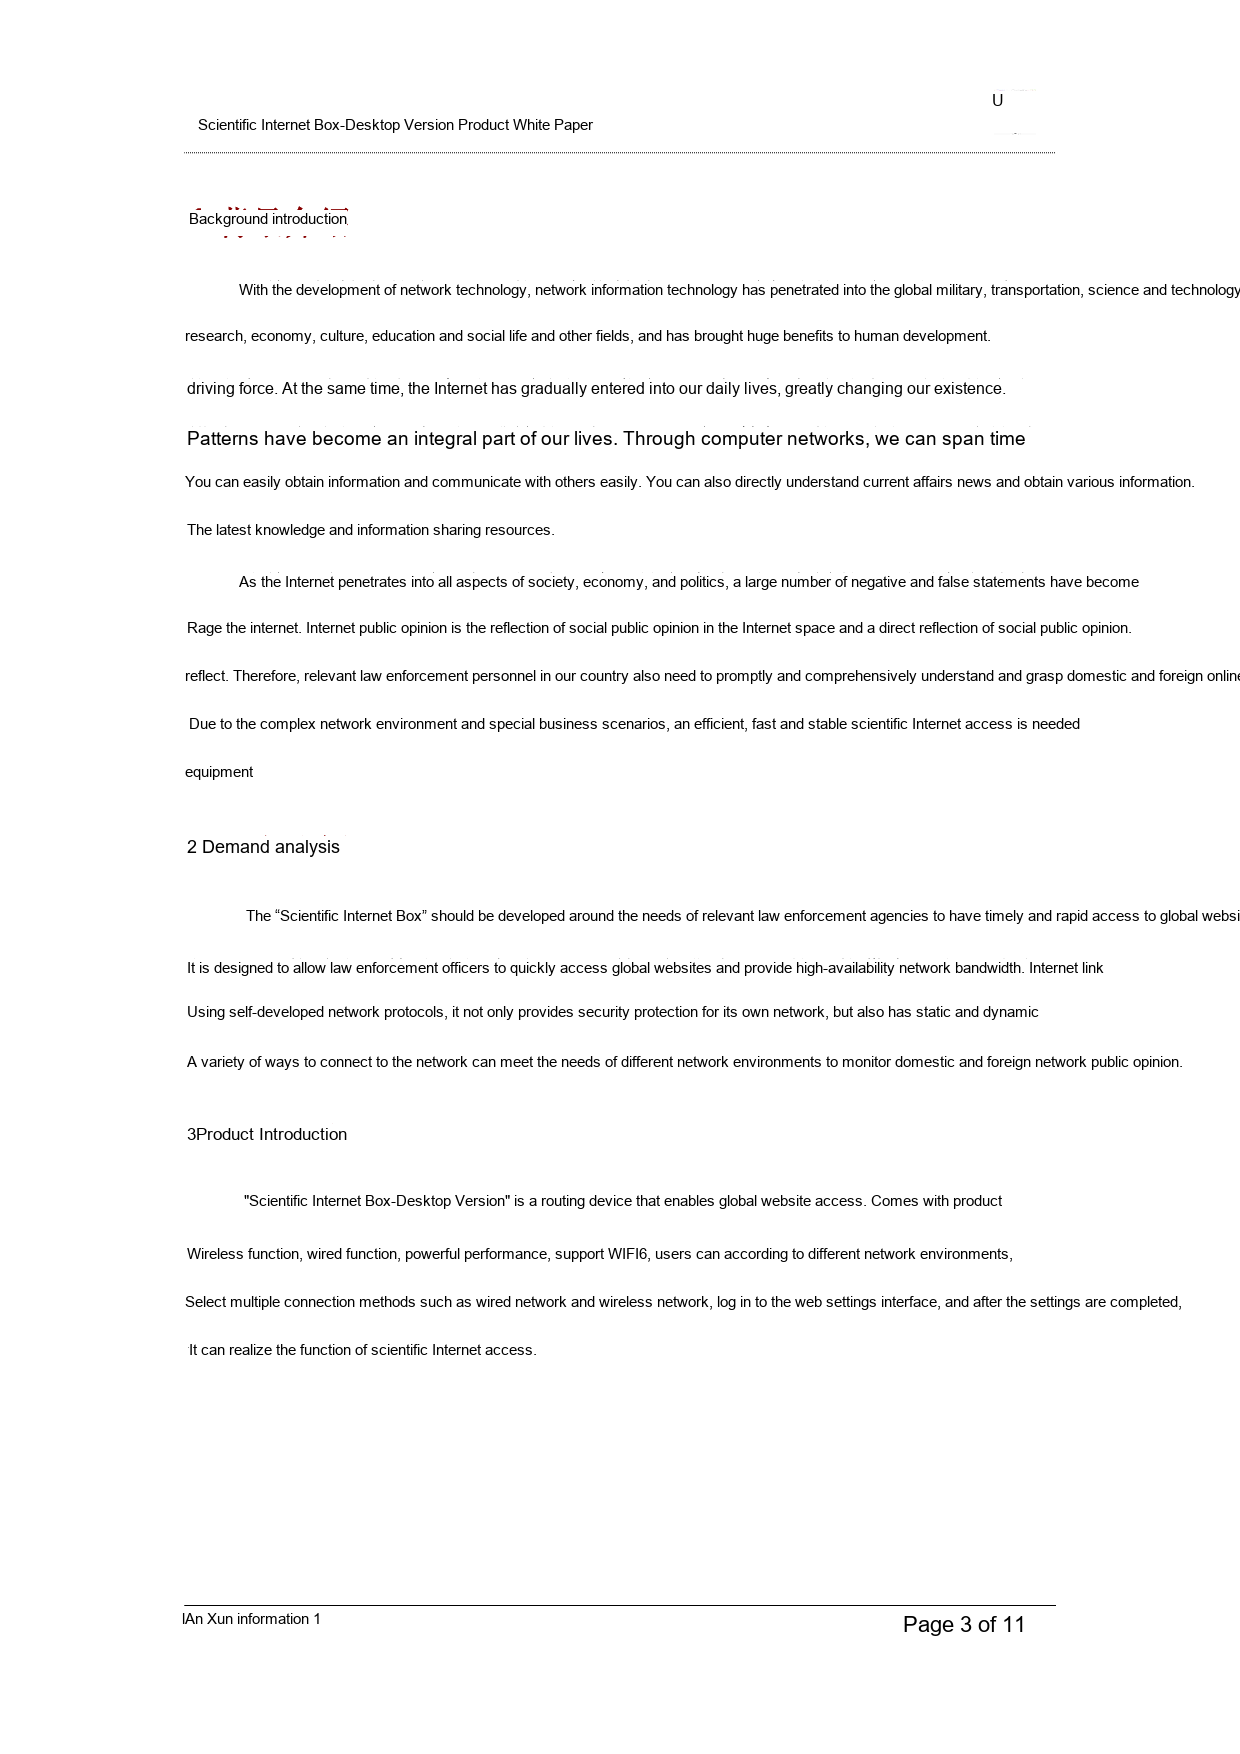 U
Scientific Internet Box-Desktop Version Product White Paper
Background introduction
With the development of network technology, network information technology has penetrated into the global military, transportation, science and technology
research, economy, culture, education and social life and other fields, and has brought huge benefits to human development.
driving force. At the same time, the Internet has gradually entered into our daily lives, greatly changing our existence.
Patterns have become an integral part of our lives. Through computer networks, we can span time
You can easily obtain information and communicate with others easily. You can also directly understand current affairs news and obtain various information.
The latest knowledge and information sharing resources.
As the Internet penetrates into all aspects of society, economy, and politics, a large number of negative and false statements have become
Rage the internet. Internet public opinion is the reflection of social public opinion in the Internet space and a direct reflection of social public opinion.
reflect. Therefore, relevant law enforcement personnel in our country also need to promptly and comprehensively understand and grasp domestic and foreign online
Due to the complex network environment and special business scenarios, an efficient, fast and stable scientific Internet access is needed
equipment
2 Demand analysis
The “Scientific Internet Box” should be developed around the needs of relevant law enforcement agencies to have timely and rapid access to global websi
It is designed to allow law enforcement officers to quickly access global websites and provide high-availability network bandwidth. Internet link
Using self-developed network protocols, it not only provides security protection for its own network, but also has static and dynamic
A variety of ways to connect to the network can meet the needs of different network environments to monitor domestic and foreign network public opinion.
3Product Introduction
"Scientific Internet Box-Desktop Version" is a routing device that enables global website access. Comes with product
Wireless function, wired function, powerful performance, support WIFI6, users can according to different network environments,
Select multiple connection methods such as wired network and wireless network, log in to the web settings interface, and after the settings are completed,
It can realize the function of scientific Internet access.
lAn Xun information 1
Page 3 of 11